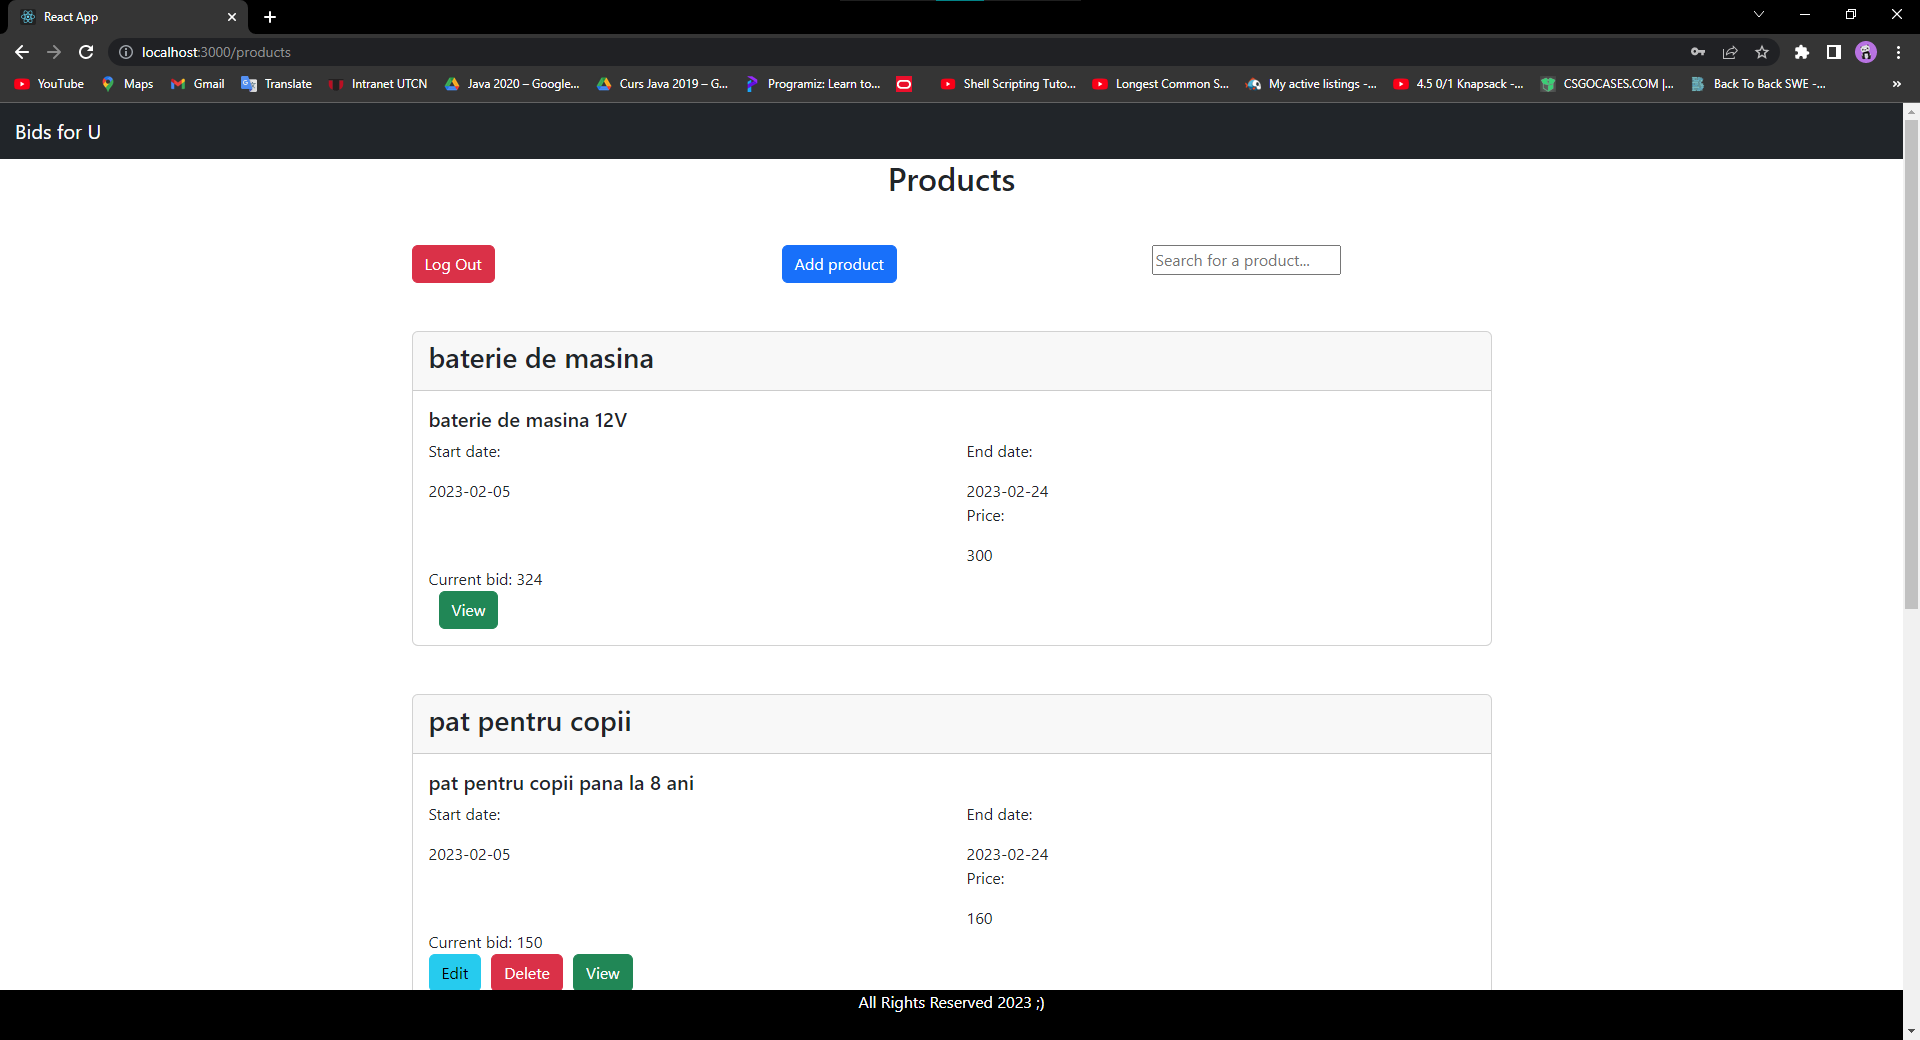 React App
localhost:3000/products
YouTube Maps Gmail Translate Intranet UTCN Java 2020 – Google... Curs Java 2019 – G... Programiz: Learn to... Shell Scripting Tuto... Longest Common S... My active listings -... 4.5 0/1 Knapsack -... CSGOCASES.COM |... Back To Back SWE -... »
Bids for U
Products
Log Out Add product Search for a product...
baterie de masina
baterie de masina 12V
Start date: End date:
2023-02-05 2023-02-24
Price:
300
Current bid: 324
View
pat pentru copii
pat pentru copii pana la 8 ani
Start date: End date:
2023-02-05 2023-02-24
Price:
160
Current bid: 150
Edit Delete View
All Rights Reserved 2023 ;)